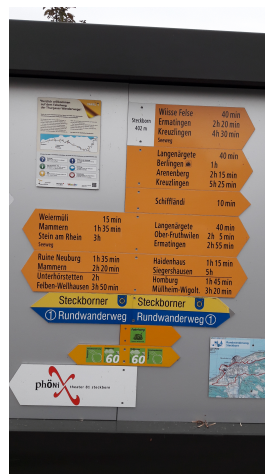 Steckborn
402 m
Wiisse Felse 40 min
Ermatingen 2h 20 min
Kreuzlingen 4h 30 min
Seeweg
Langenärgete 40 min
Berlingen 1h
Arenenberg 2h 15 min
Kreuzlingen 5h 25 min
Schiffländi 10 min
Weiermüli 15 min
Mammern 1h 35 min
Stein am Rhein 3h
Seeweg
Langenärgete 40 min
Ober-Fruthwilen 2h 5 min
Ermatingen 2h 55 min
Ruine Neuburg 1h 35 min
Mammern 2h 20 min
Unterhörstetten 2h
Felben-Wellhausen 3h 50 min
Haidenhaus 1h 15 min
Siegershausen 5h
Homburg 1h 45 min
Müllheim-Wigolt. 3h 20 min
Steckborner
1 Rundwanderweg
Steckborner
Rundwanderweg 1
60
60
phönix
theater 81 steckborn